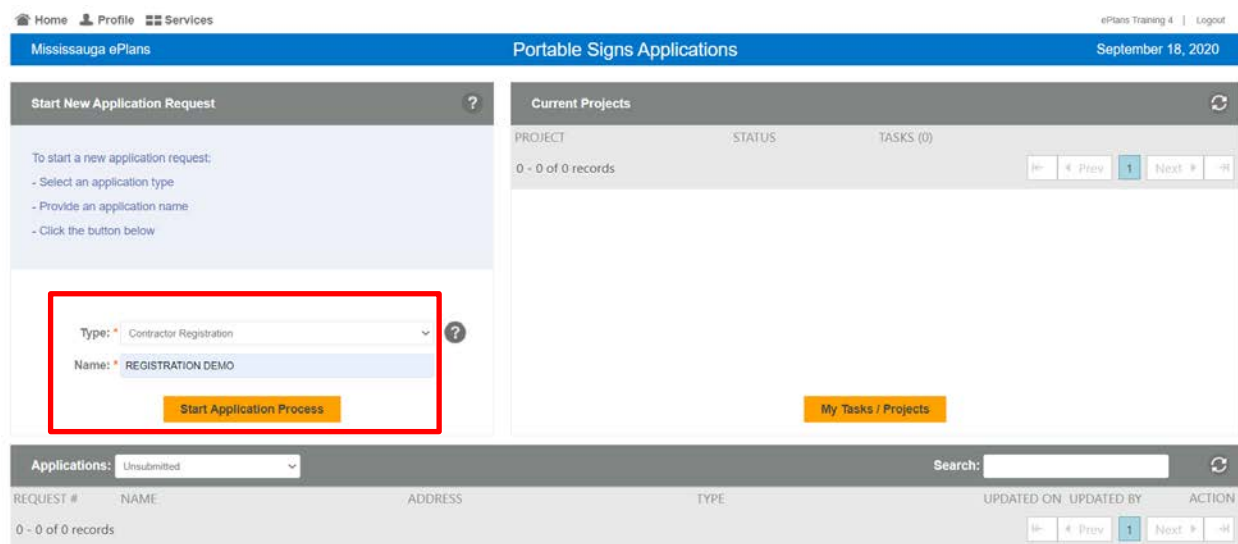 Home Profile Services
ePlans Training 4 | Logout
Mississauga ePlans
Portable Signs Applications
September 18, 2020
Start New Application Request
?
To start a new application request:
- Select an application type
- Provide an application name
- Click the button below
Type: * Contractor Registration
?
Name: * REGISTRATION DEMO
Start Application Process
Current Projects
PROJECT STATUS TASKS (0)
0 - 0 of 0 records
Prev 1 Next
My Tasks / Projects
Applications: Unsubmitted
Search:
REQUEST # NAME ADDRESS TYPE UPDATED ON UPDATED BY ACTION
0 - 0 of 0 records
Prev 1 Next